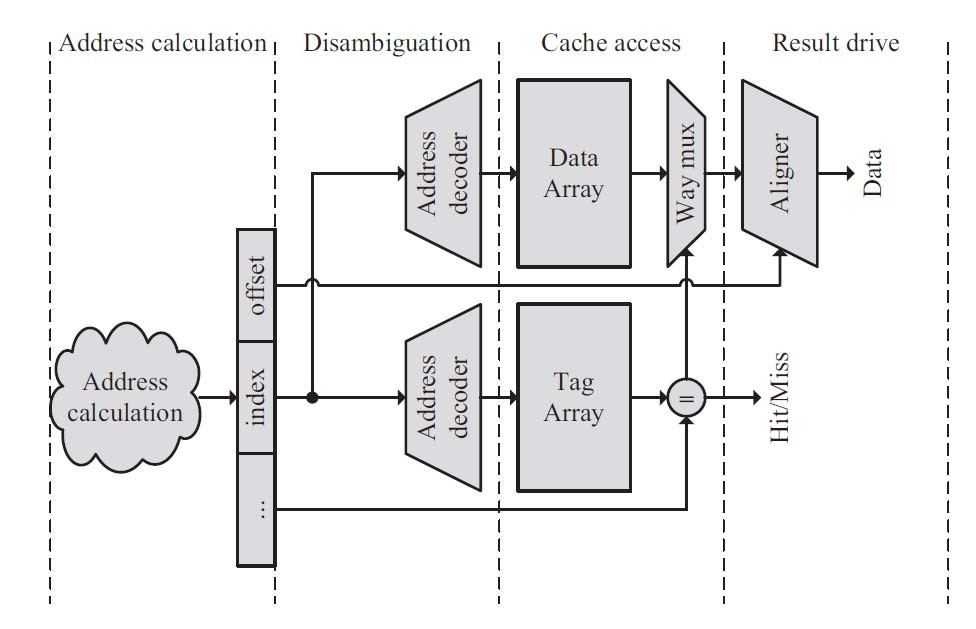 Address calculation
Disambiguation
Cache access
Result drive
Address
decoder
Data
Array
Way mux
Aligner
Data
offset
index
...
Address
calculation
Address
decoder
Tag
Array
=
Hit/Miss